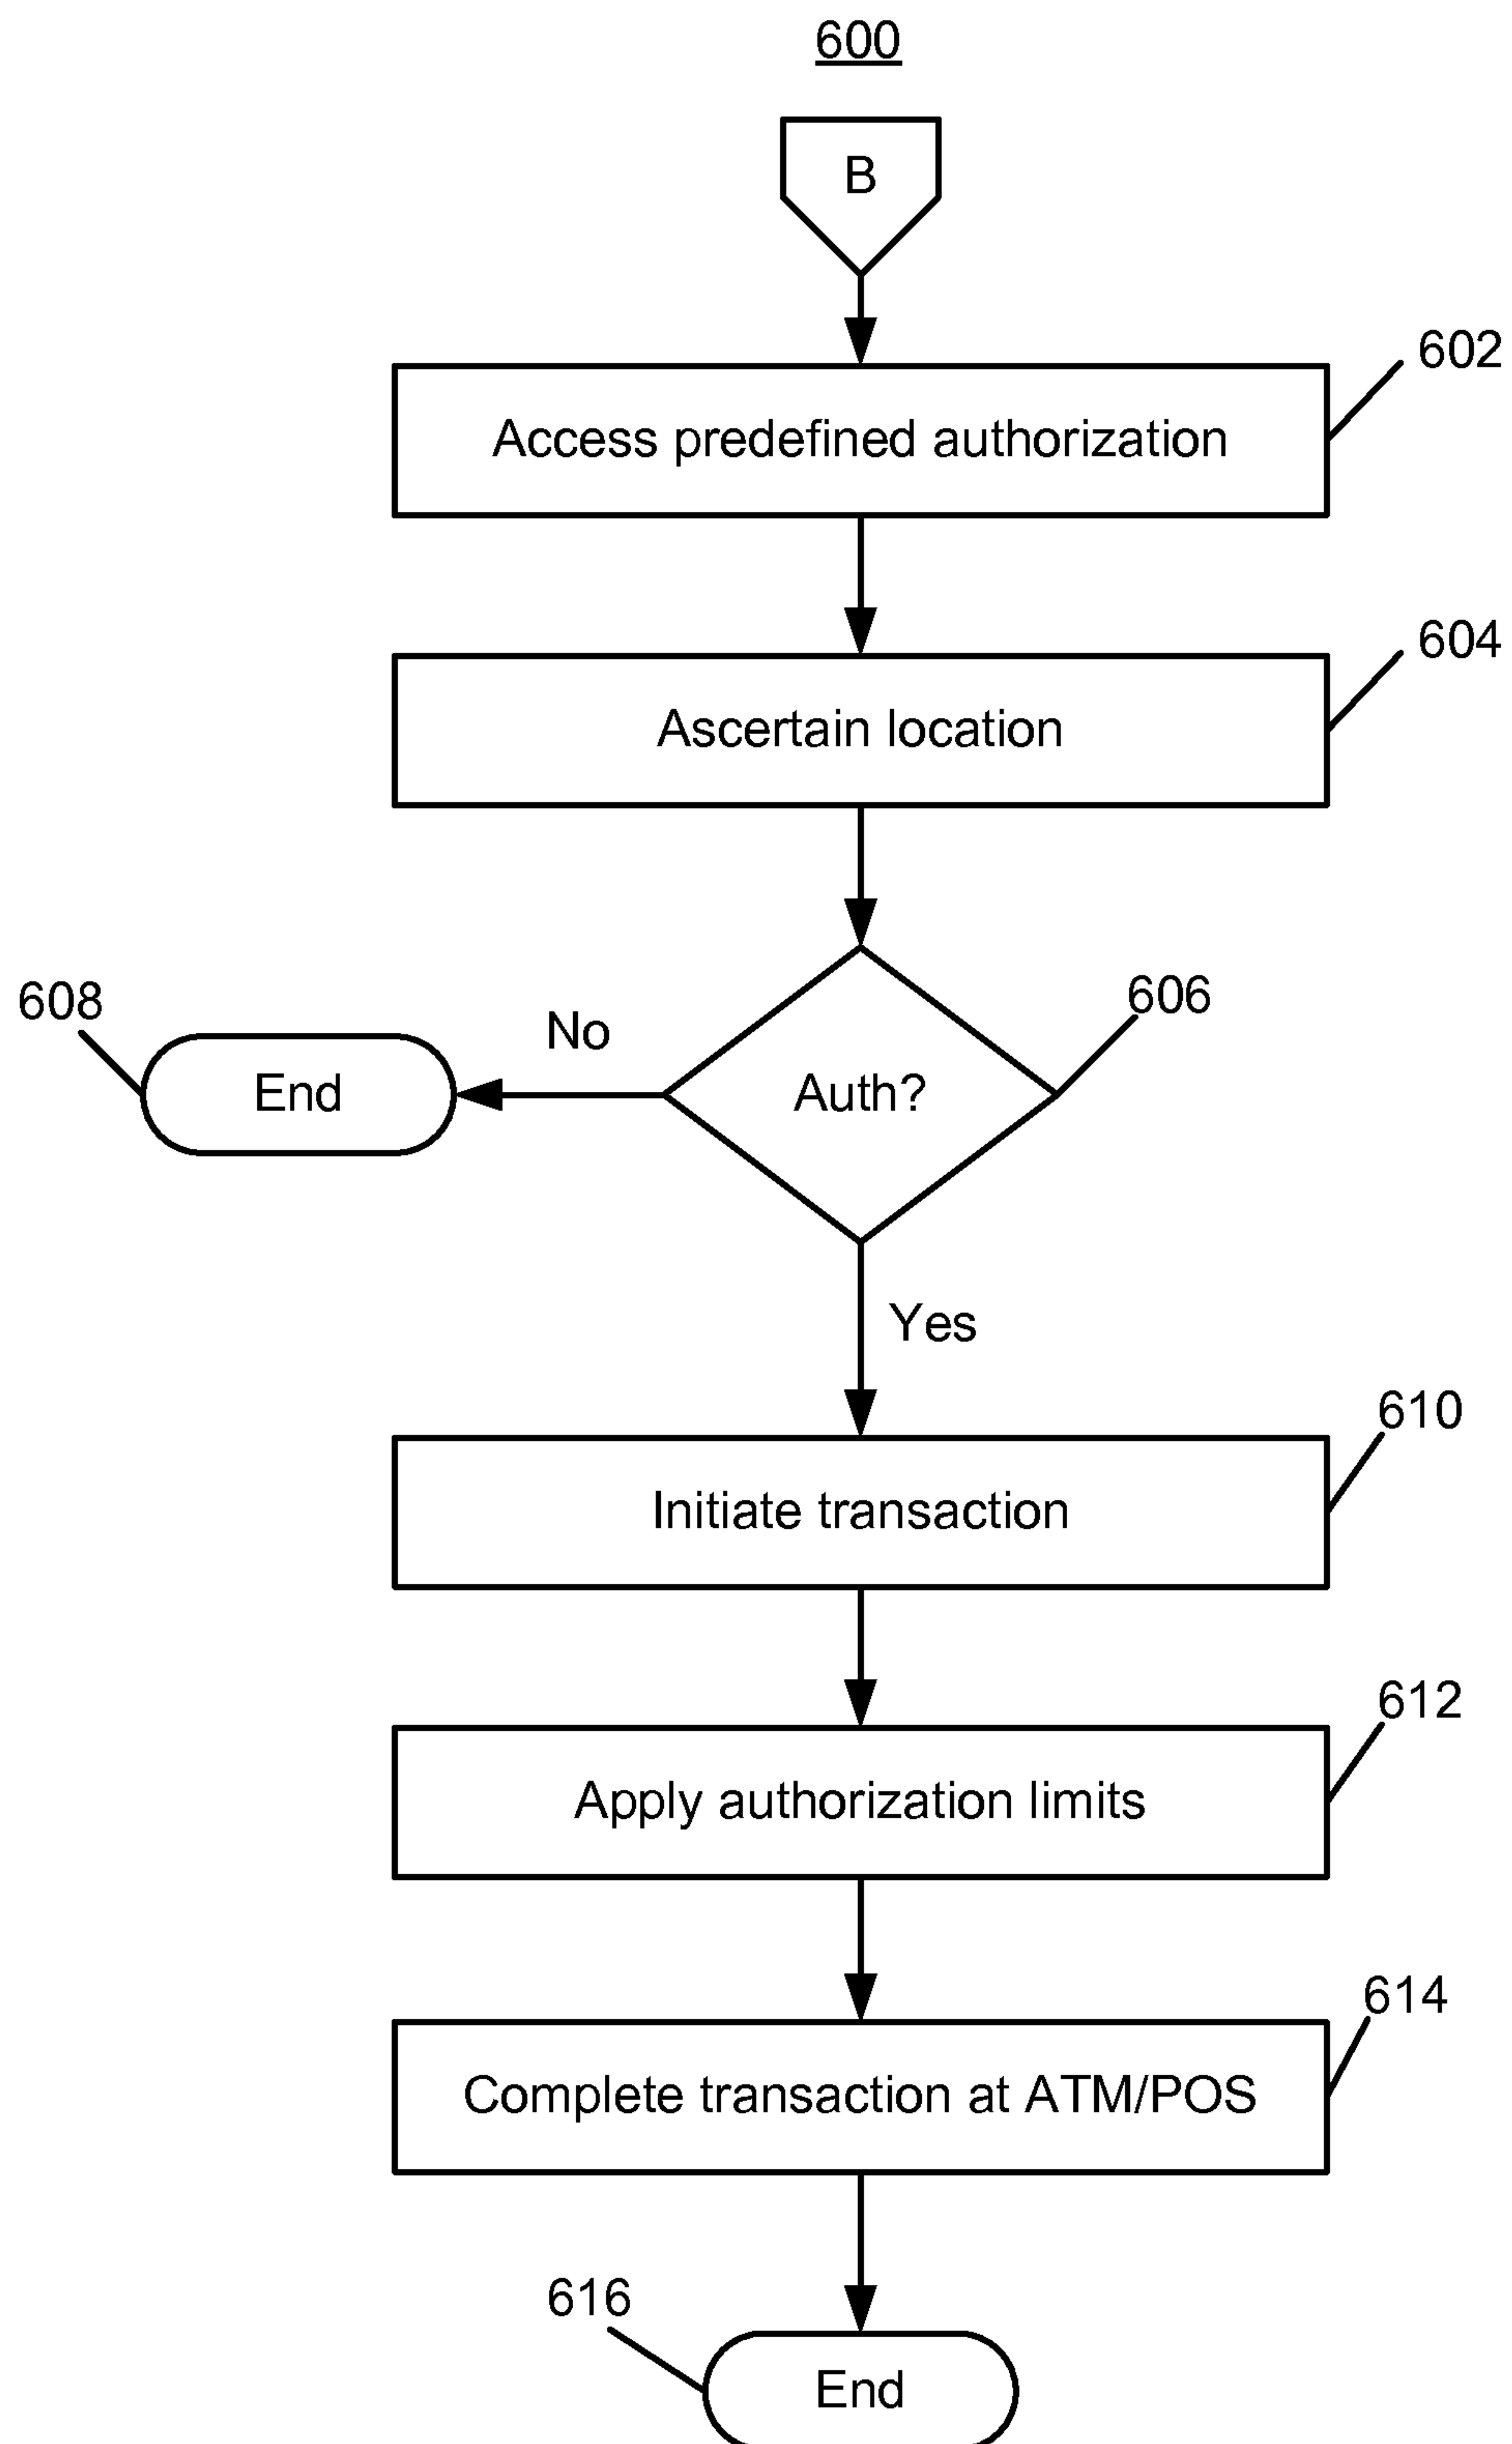 600
B
602
Access predefined authorization
604
Ascertain location
608
No
606
End
Auth?
Yes
610
Initiate transaction
612
Apply authorization limits
614
Complete transaction at ATM/POS
616
End